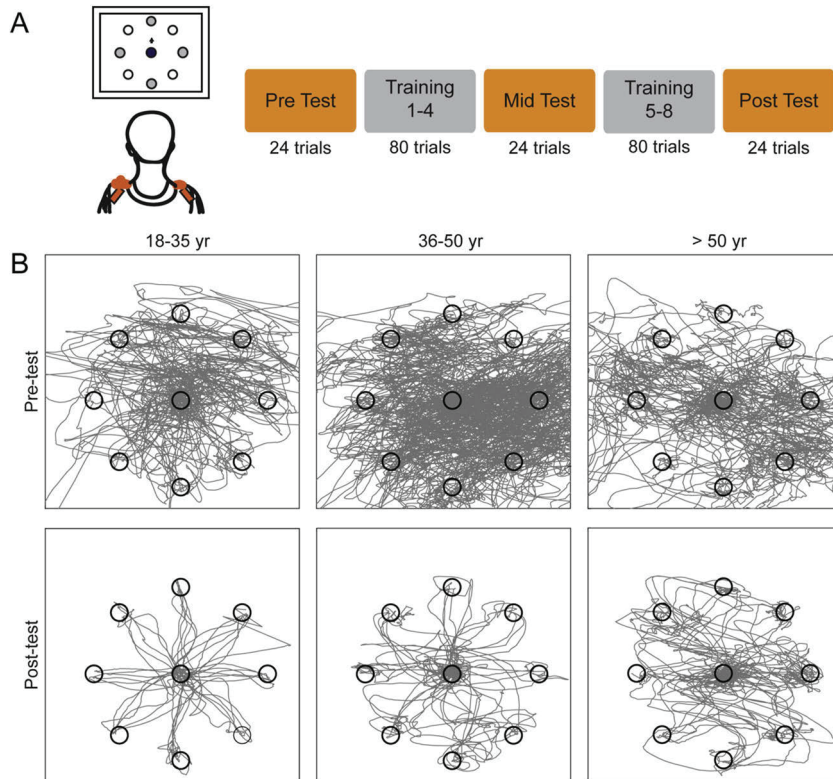 A
Pre Test
Training
1-4
Mid Test
Training
5-8
Post Test
24 trials
80 trials
24 trials
80 trials
24 trials
B
18-35 yr
36-50 yr
> 50 yr
Pre-test
Post-test